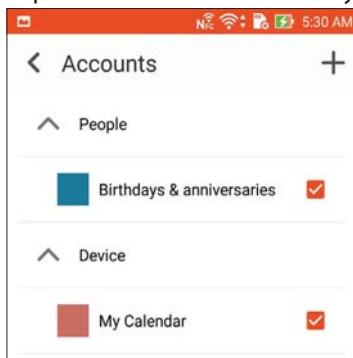 5:30 AM
Accounts
People
Birthdays & anniversaries
Device
My Calendar